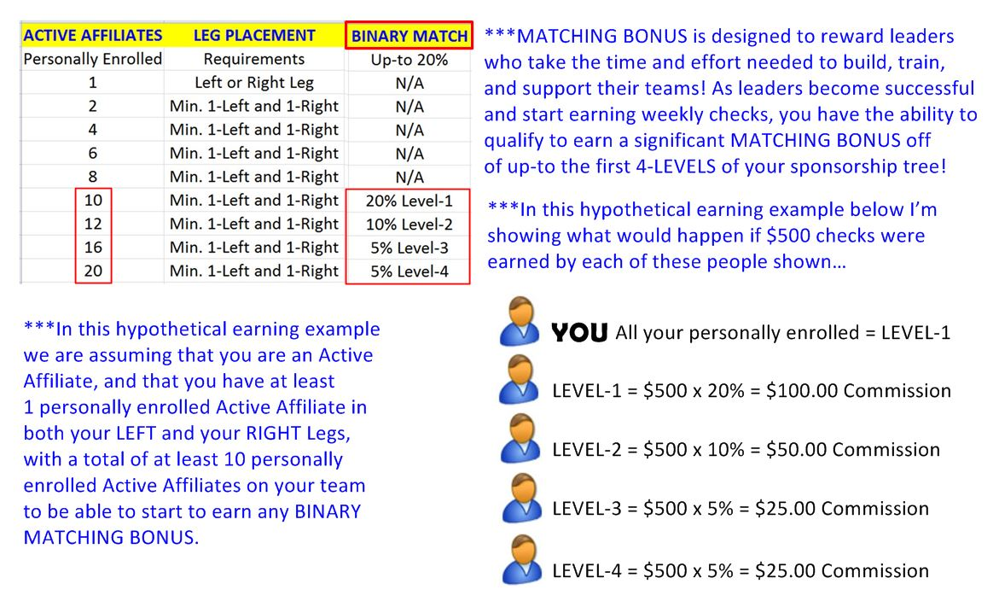 ACTIVE AFFILIATES LEG PLACEMENT BINARY MATCH
Personally Enrolled Requirements Up-to 20%
1 Left or Right Leg N/A
2 Min. 1-Left and 1-Right N/A
4 Min. 1-Left and 1-Right N/A
6 Min. 1-Left and 1-Right N/A
8 Min. 1-Left and 1-Right N/A
10 Min. 1-Left and 1-Right 20% Level-1
12 Min. 1-Left and 1-Right 10% Level-2
16 Min. 1-Left and 1-Right 5% Level-3
20 Min. 1-Left and 1-Right 5% Level-4
***MATCHING BONUS is designed to reward leaders
who take the time and effort needed to build, train,
and support their teams! As leaders become successful
and start earning weekly checks, you have the ability to
qualify to earn a significant MATCHING BONUS off
of up-to the first 4-LEVELS of your sponsorship tree!
***In this hypothetical earning example below I'm
showing what would happen if $500 checks were
earned by each of these people shown...
***In this hypothetical earning example
we are assuming that you are an Active
Affiliate, and that you have at least
1 personally enrolled Active Affiliate in
both your LEFT and your RIGHT Legs,
with a total of at least 10 personally
enrolled Active Affiliates on your team
to be able to start to earn any BINARY
MATCHING BONUS.
YOU All your personally enrolled = LEVEL-1
LEVEL-1 = $500 x 20% = $100.00 Commission
LEVEL-2 = $500 x 10% = $50.00 Commission
LEVEL-3 = $500 x 5% = $25.00 Commission
LEVEL-4 = $500 x 5% = $25.00 Commission